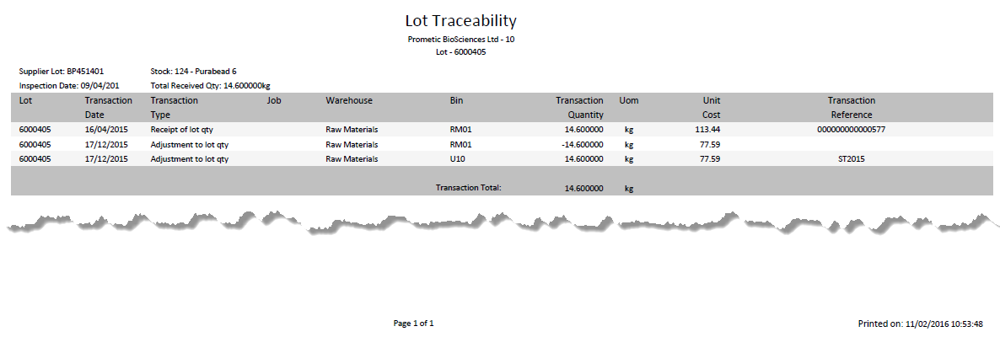 Lot Traceability
Prometic BioSciences Ltd - 10
Lot - 6000405
Supplier Lot: BP451401 Stock: 124 - Purabead 6
Inspection Date: 09/04/201 Total Received Qty: 14.600000kg
Lot Transaction Transaction Job Warehouse Bin Transaction Uom Unit Transaction
Date Type Quantity Cost Reference
6000405 16/04/2015 Receipt of lot qty Raw Materials RM01 14.600000 kg 113.44 000000000000577
6000405 17/12/2015 Adjustment to lot qty Raw Materials RM01 -14.600000 kg 77.59
6000405 17/12/2015 Adjustment to lot qty Raw Materials U10 14.600000 kg 77.59 ST2015
Transaction Total: 14.600000 kg
Page 1 of 1 Printed on: 11/02/2016 10:53:48